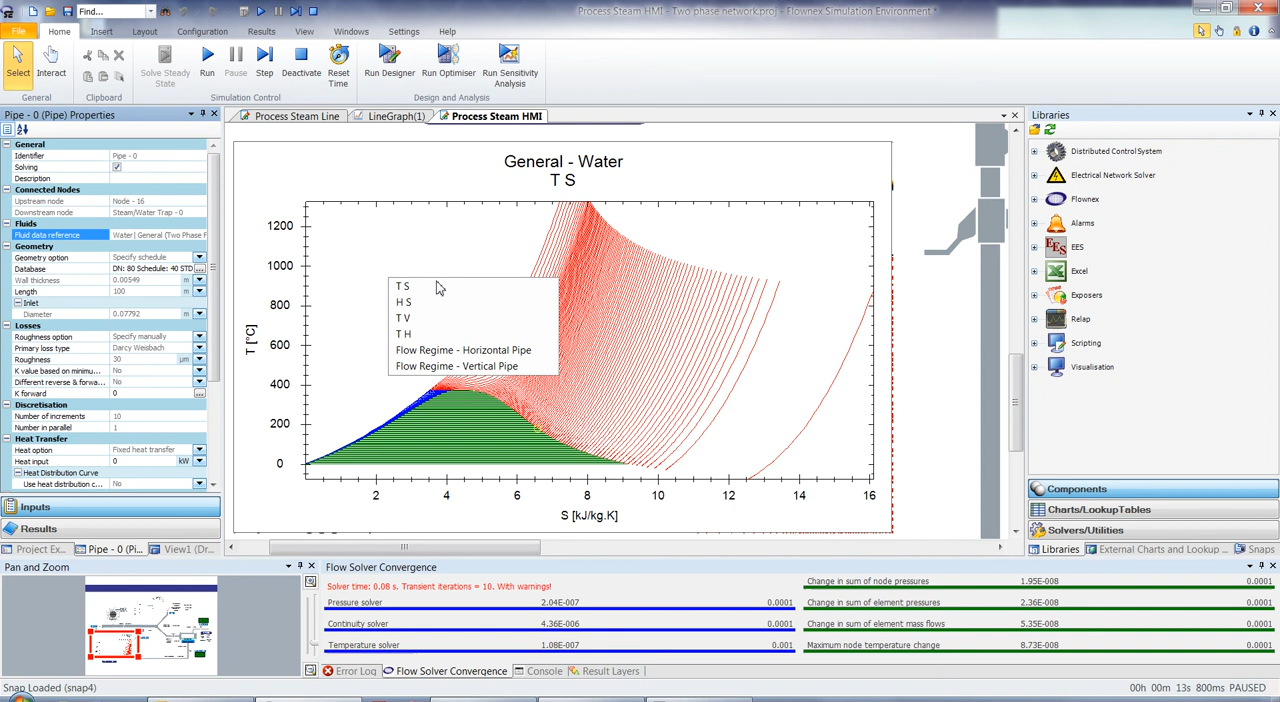 Find...
Process Steam HMI - Two phase network.proj - Flownex Simulation Environment *
File
Home
Insert
Layout
Configuration
Results
View
Windows
Settings
Help
Select
Interact
Solve Steady
State
Run
Pause
Step
Deactivate
Reset
Time
Run Designer
Run Optimiser
Run Sensitivity
Analysis
General
Clipboard
Simulation Control
Design and Analysis
Pipe - 0 (Pipe) Properties
General
Identifier Pipe - 0
Solving
Description
Connected Nodes
Upstream node Node - 16
Downstream node Steam/Water Trap - 0
Fluids
Fluid data reference Water| General (Two Phase F
Geometry
Geometry option Specify schedule
Database DN: 80 Schedule: 40 STD ...
Wall thickness 0.00549 m
Length 100 m
Inlet
Diameter 0.07792 m
Losses
Roughness option Specify manually
Primary loss type Darcy Weisbach
Roughness 30 µm
K value based on minimu... No
Different reverse & forwa... No
K forward 0 ...
Discretisation
Number of increments 10
Number in parallel 1
Heat Transfer
Heat option Fixed heat transfer
Heat input 0 kW
Heat Distribution Curve
Use heat distribution c... No
Inputs
Results
Project Ex...
Pipe - 0 (Pi...
View1 (Dr...
Process Steam Line
LineGraph(1)
Process Steam HMI
General - Water
T S
1200
1000
800
600
400
200
0
T [°C]
2 4 6 8 10 12 14 16
S [kJ/kg.K]
T S
H S
T V
T H
Flow Regime - Horizontal Pipe
Flow Regime - Vertical Pipe
Libraries
Distributed Control System
Electrical Network Solver
Flownex
Alarms
EES
EES
Excel
Exposers
Relap
Scripting
Visualisation
Components
Charts/LookupTables
Solvers/Utilities
Libraries
External Charts and Lookup ...
Snaps
Pan and Zoom
Flow Solver Convergence
Solver time: 0.08 s. Transient iterations = 10. With warnings!
Pressure solver 2.04E-007 0.0001
Continuity solver 4.36E-006 0.0001
Temperature solver 1.08E-007 0.001
Change in sum of node pressures 1.95E-008 0.0001
Change in sum of element pressures 2.36E-008 0.0001
Change in sum of element mass flows 5.35E-008 0.0001
Maximum node temperature change 8.73E-008 0.0001
Error Log
Flow Solver Convergence
Console
Result Layers
Snap Loaded (snap4)
00h 00m 13s 800ms PAUSED